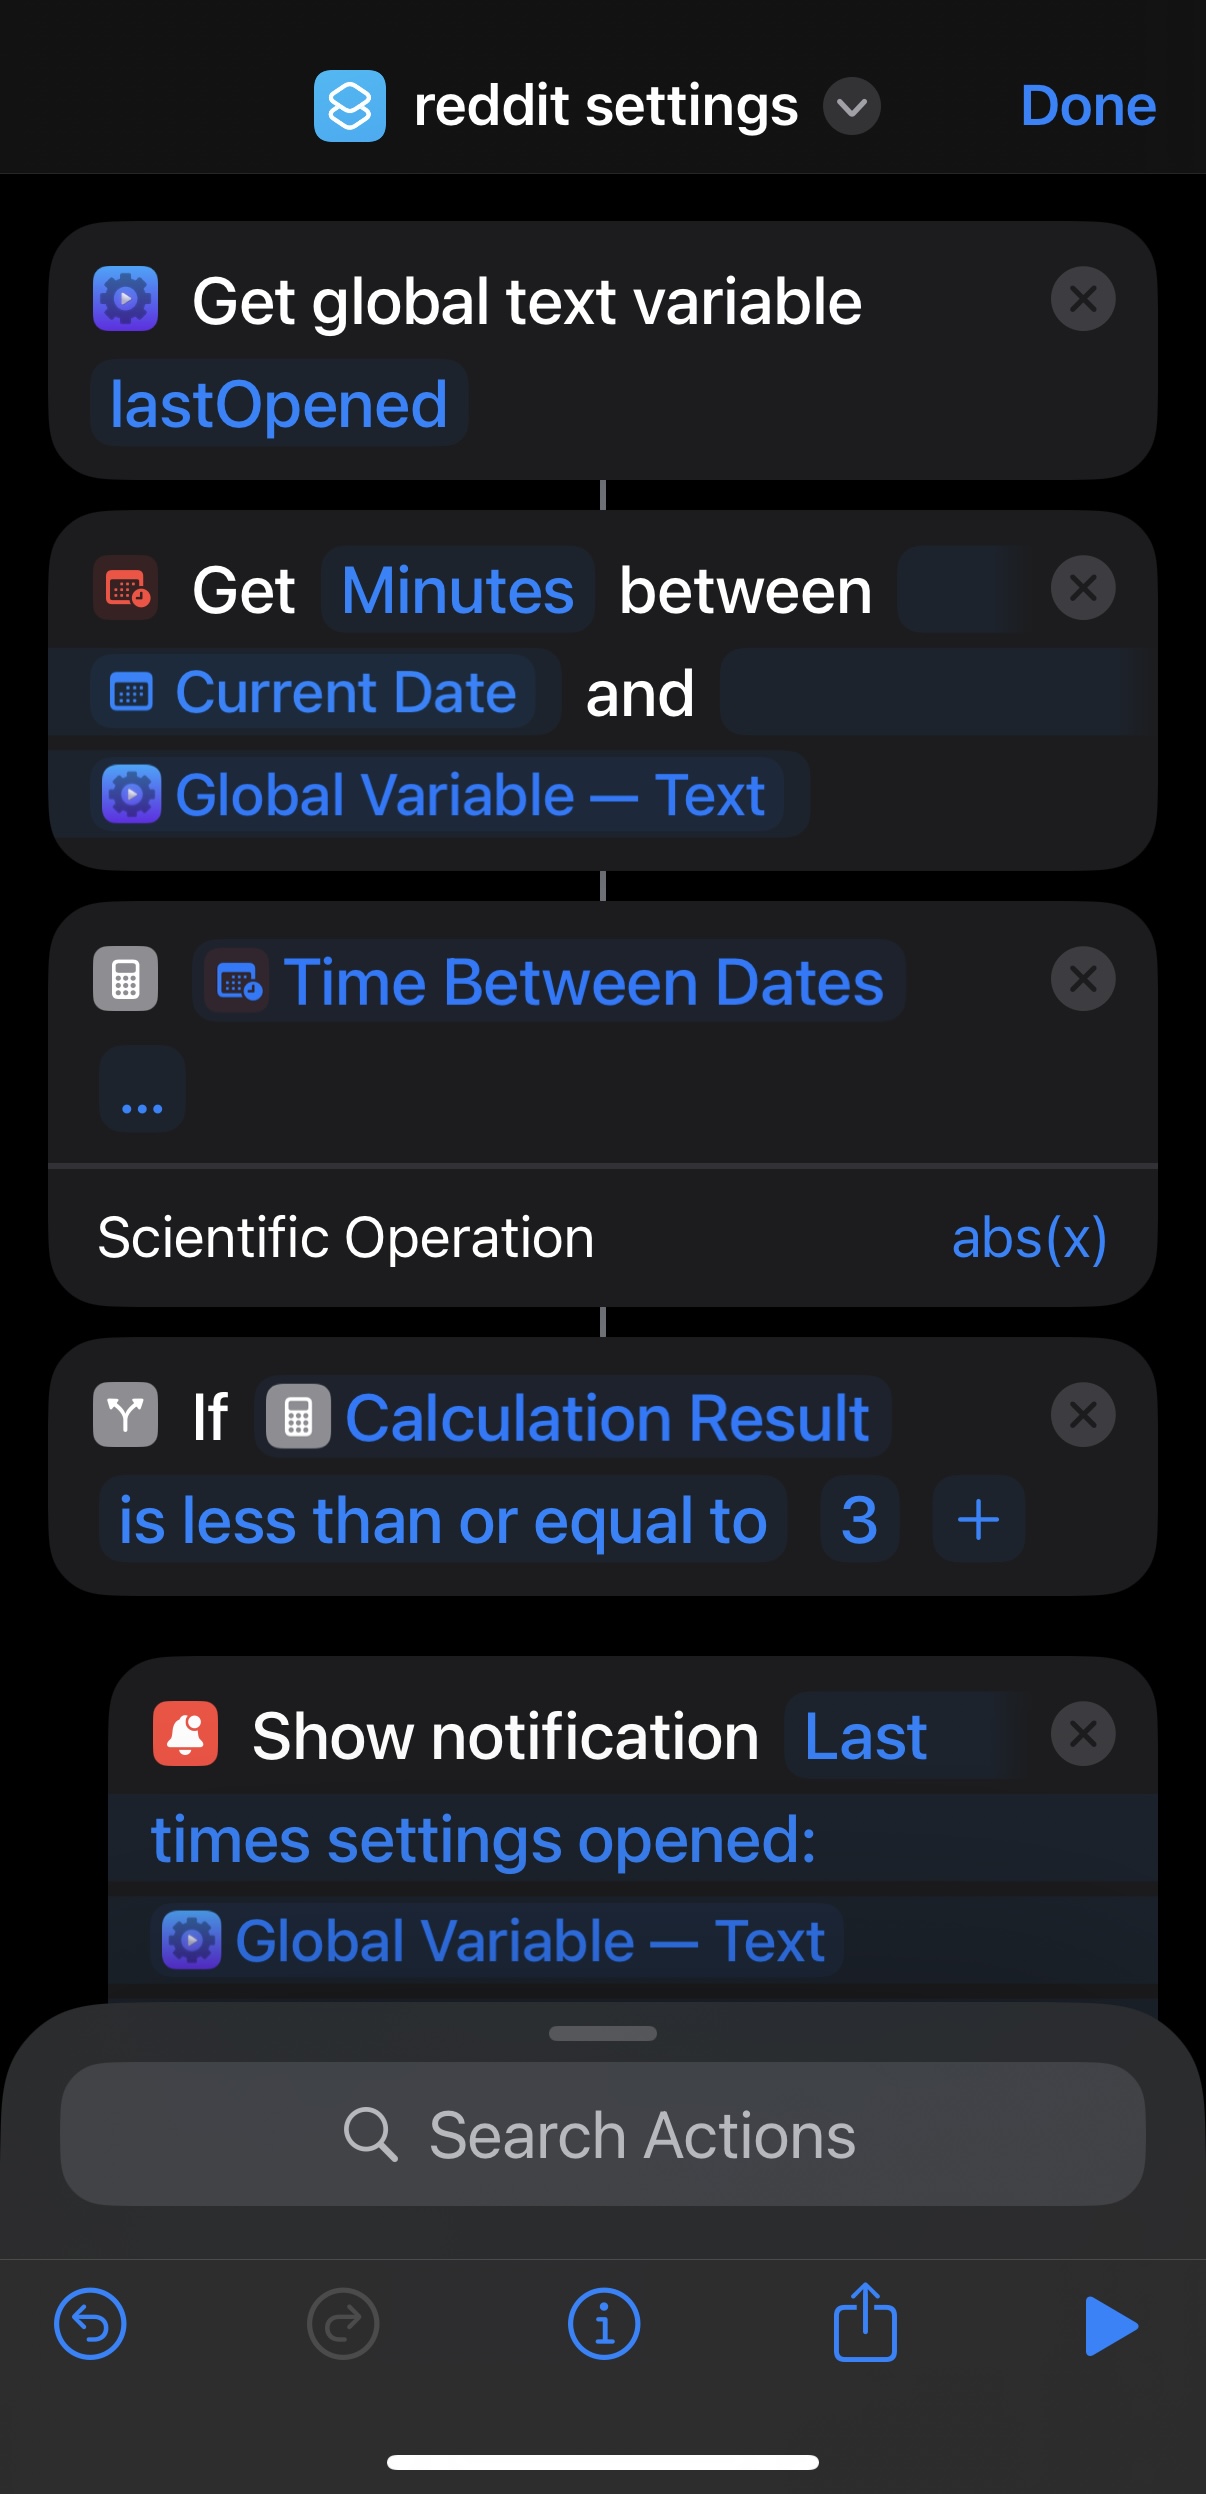 reddit settings
Done
Get global text variable
lastOpened
Get Minutes between
Current Date and
Global Variable — Text
Time Between Dates
...
Scientific Operation abs(x)
If Calculation Result
is less than or equal to 3 +
Show notification Last
times settings opened:
Global Variable — Text
Search Actions